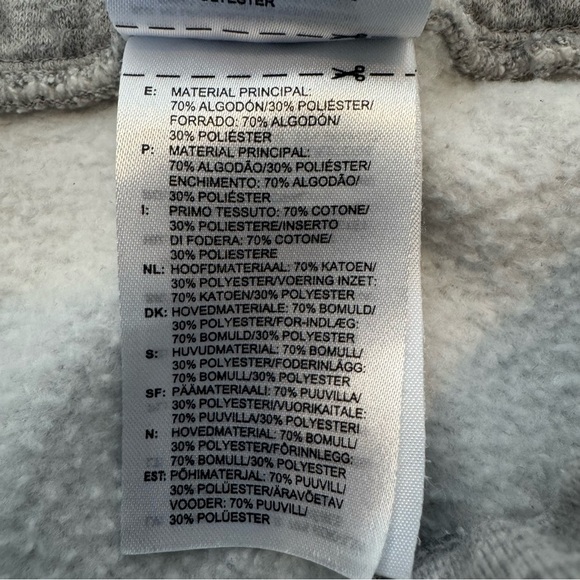 E: MATERIAL PRINCIPAL:
70% ALGODÓN/30% POLIÉSTER/
FORRADO: 70% ALGODÓN/
30% POLIÉSTER
P: MATERIAL PRINCIPAL:
70% ALGODÃO/30% POLIÉSTER/
ENCHIMENTO: 70% ALGODÃO/
30% POLIÉSTER
I: PRIMO TESSUTO: 70% COTONE/
30% POLIESTERE/INSERTO
DI FODERA: 70% COTONE/
30% POLIESTERE
NL: HOOFDMATERIAAL: 70% KATOEN/
30% POLYESTER/VOERING INZET:
70% KATOEN/30% POLYESTER
DK: HOVEDMATERIALE: 70% BOMULD/
30% POLYESTER/FOR-INDLÆG:
70% BOMULD/30% POLYESTER
S: HUVUDMATERIAL: 70% BOMULL/
30% POLYESTER/FODERINLÄGG:
70% BOMULL/30% POLYESTER
SF: PÄÄMATERIAALI: 70% PUUVILLA/
30% POLYESTERI/VUORIKAITALE:
70% PUUVILLA/30% POLYESTERI
N: HOVEDMATERIAL: 70% BOMULL/
30% POLYESTER/FÔRINNLEGG:
70% BOMULL/30% POLYESTER
EST: PÕHIMATERJAL: 70% PUUVILL/
30% POLÜESTER/ÄRAVÕETAV
VOODER: 70% PUUVILL/
30% POLÜESTER